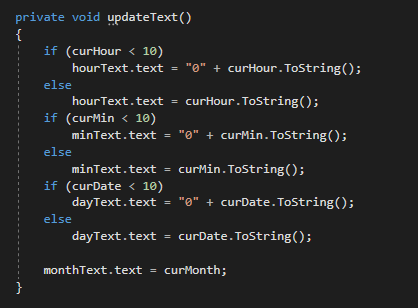 private void updateText()
{
    if (curHour < 10)
        hourText.text = "0" + curHour.ToString();
    else
        hourText.text = curHour.ToString();
    if (curMin < 10)
        minText.text = "0" + curMin.ToString();
    else
        minText.text = curMin.ToString();
    if (curDate < 10)
        dayText.text = "0" + curDate.ToString();
    else
        dayText.text = curDate.ToString();

    monthText.text = curMonth;
}